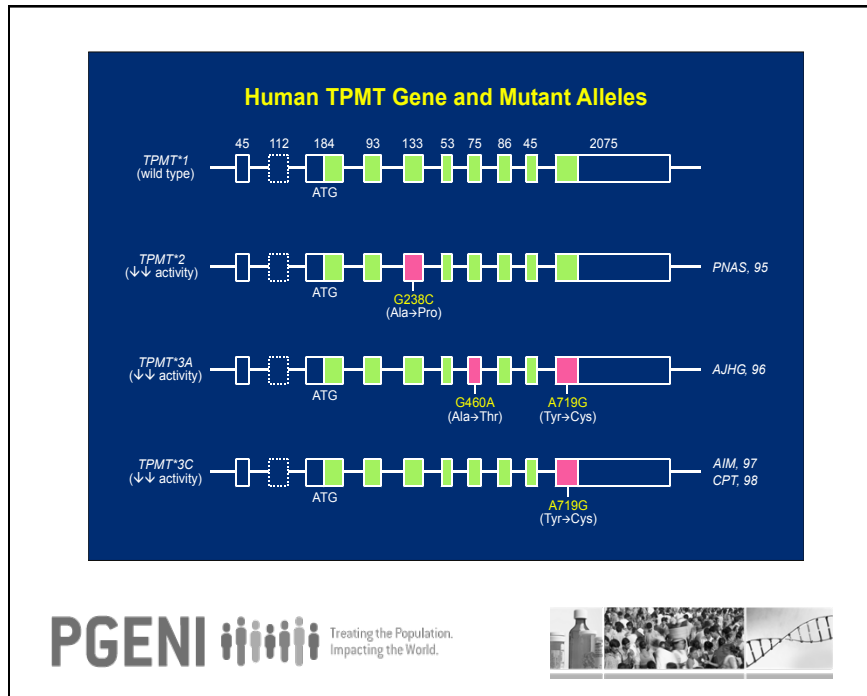 Human TPMT Gene and Mutant Alleles
45 112 184 93 133 53 75 86 45 2075
TPMT*1
(wild type)
ATG
TPMT*2
(↓↓ activity)
PNAS, 95
ATG
G238C
(Ala→Pro)
TPMT*3A
(↓↓ activity)
AJHG, 96
ATG
G460A
(Ala→Thr)
A719G
(Tyr→Cys)
TPMT*3C
(↓↓ activity)
AIM, 97
CPT, 98
ATG
A719G
(Tyr→Cys)
PGENI
Treating the Population.
Impacting the World.